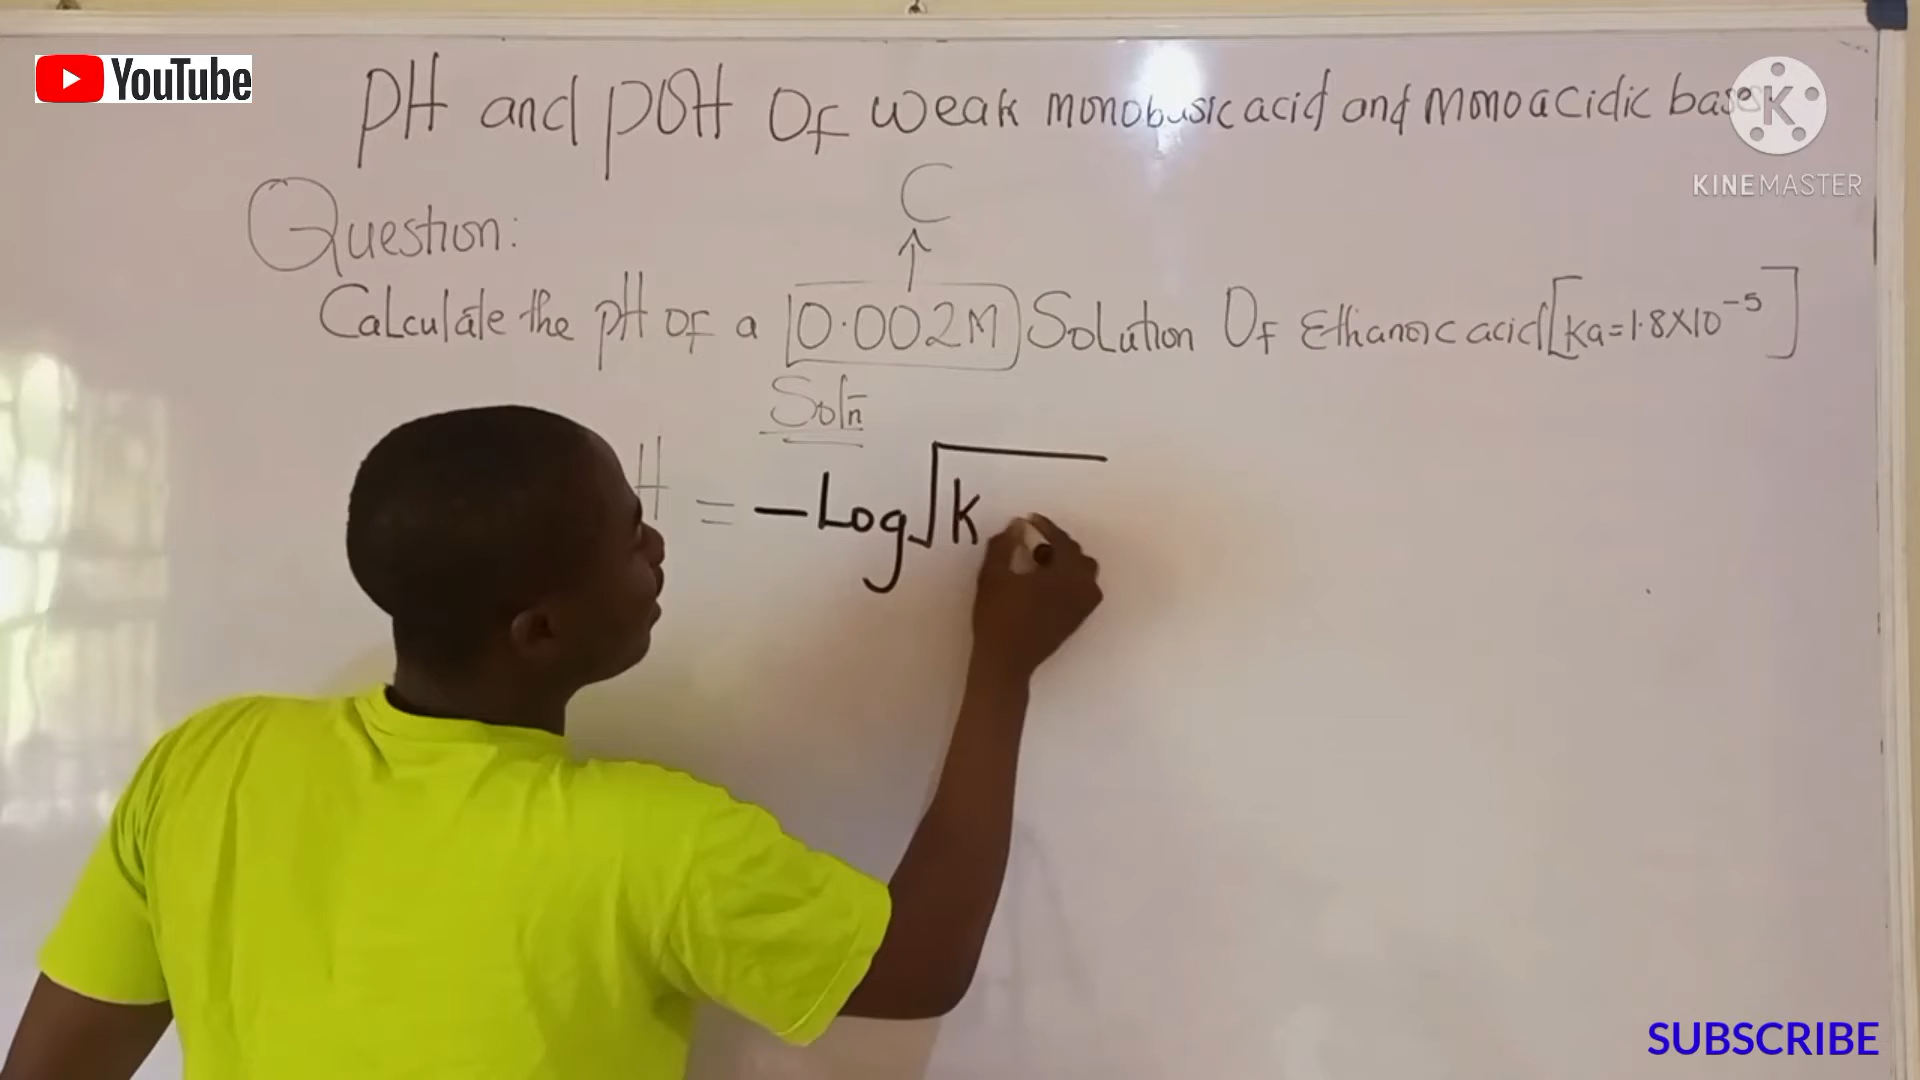 YouTube
pH and pOH Of weak monobasic acid and monoacidic base
KINEMASTER
C
Question:
Calculate the pH of a 0.002M Solution Of Ethanoic acid [ka=1.8X10⁻⁵]
Soln
H = -Log√k
SUBSCRIBE